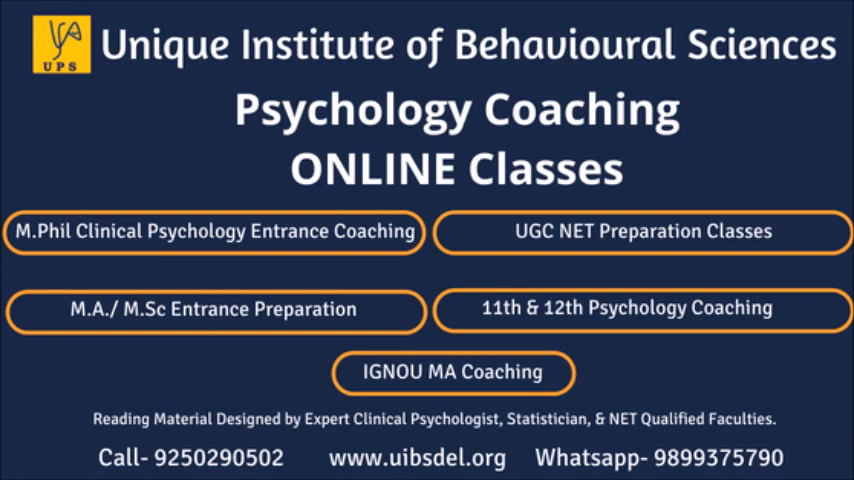 UPS
Unique Institute of Behavioural Sciences
Psychology Coaching
ONLINE Classes
M.Phil Clinical Psychology Entrance Coaching
UGC NET Preparation Classes
M.A./ M.Sc Entrance Preparation
11th & 12th Psychology Coaching
IGNOU MA Coaching
Reading Material Designed by Expert Clinical Psychologist, Statistician, & NET Qualified Faculties.
Call- 9250290502 www.uibsdel.org Whatsapp- 9899375790